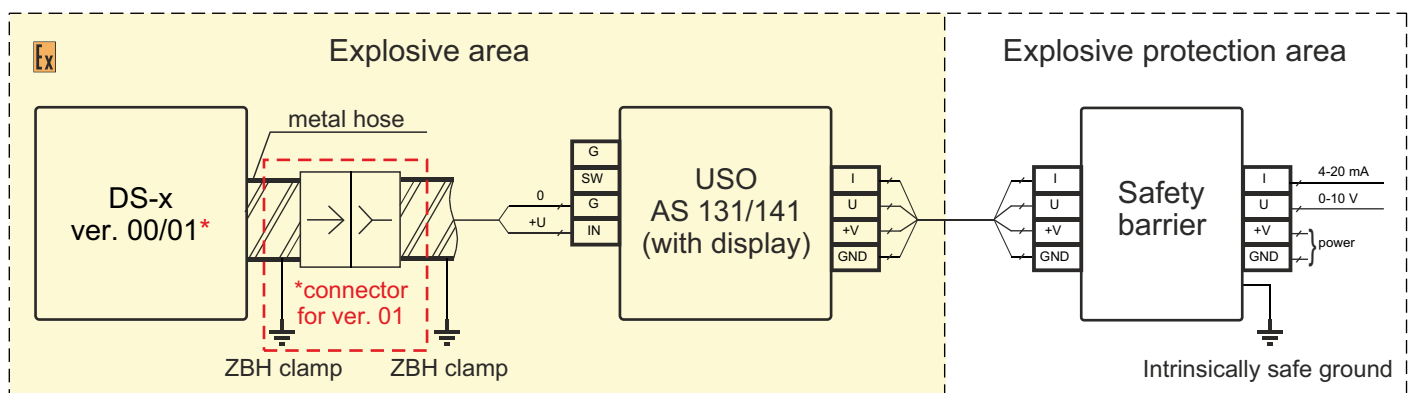 Ex
Explosive area
Explosive protection area
metal hose
DS-x
ver. 00/01*
*connector
for ver. 01
ZBH clamp
ZBH clamp
0
+U
G
SW
G
IN
USO
AS 131/141
(with display)
I
U
+V
GND
I
U
+V
GND
Safety
barrier
I
U
+V
GND
4-20 mA
0-10 V
power
Intrinsically safe ground